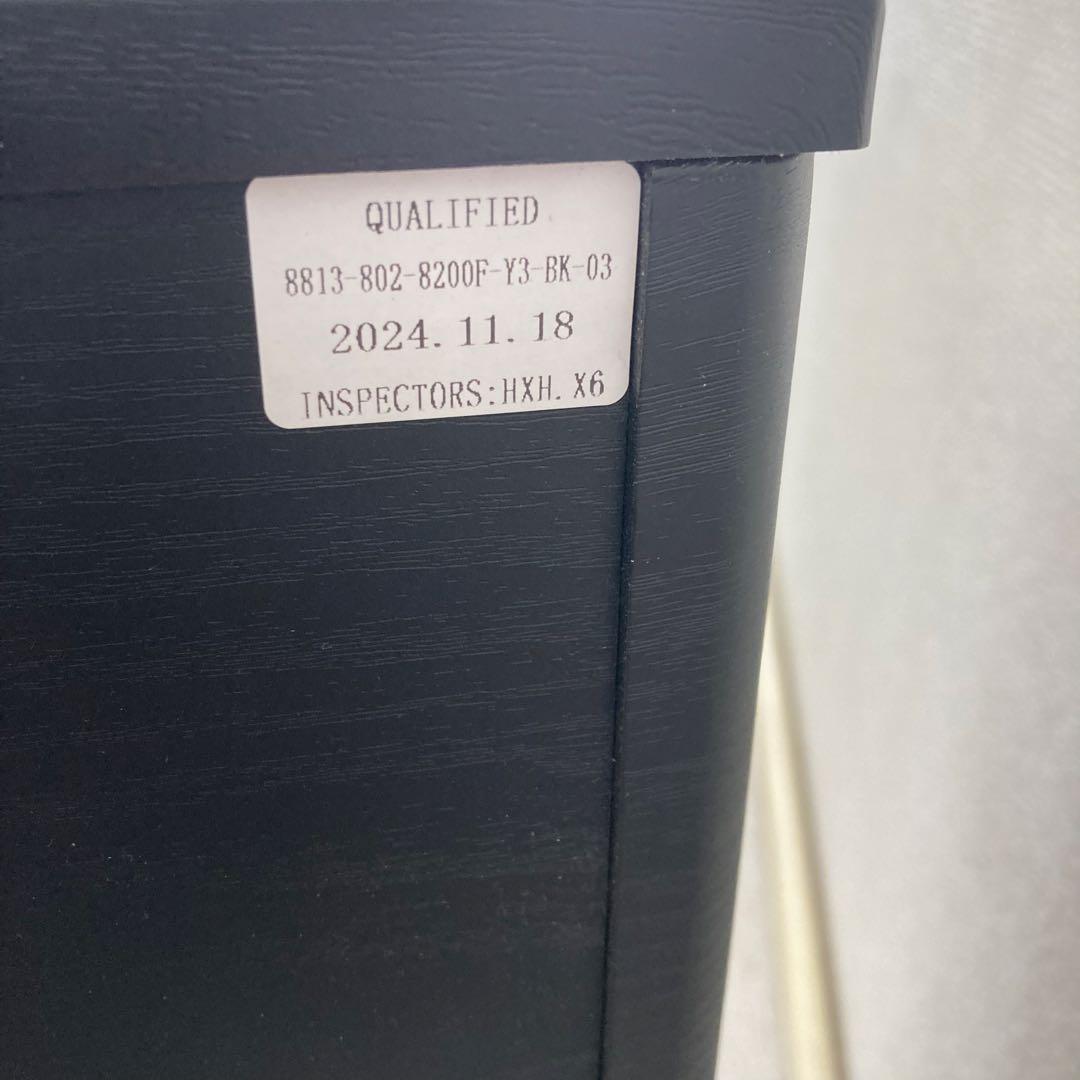 QUALIFIED
8813-802-8200F-Y3-BK-03
2024.11.18
INSPECTORS:HXH.X6